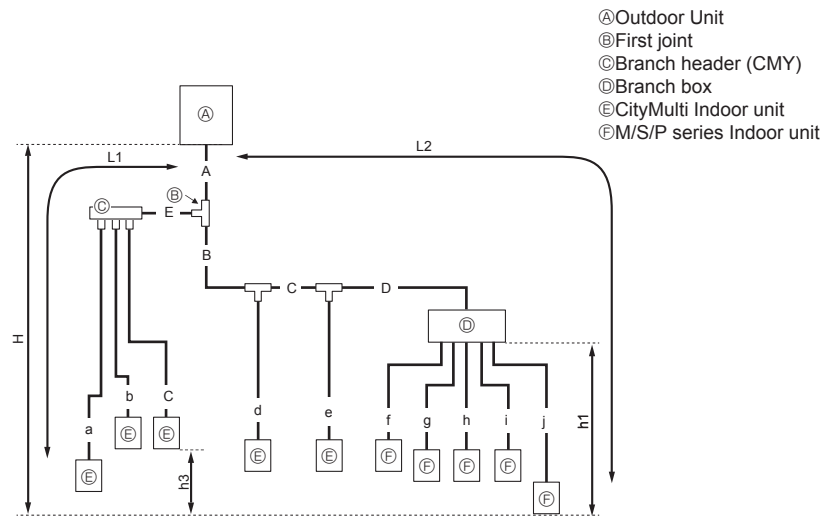 ⒶOutdoor Unit
ⒷFirst joint
ⒸBranch header (CMY)
ⒹBranch box
ⒺCityMulti Indoor unit
ⒻM/S/P series Indoor unit
Ⓐ
L1
L2
A
Ⓑ
Ⓒ
E
B
C
D
Ⓓ
H
h1
b
C
a
d
e
f
g
h
i
j
Ⓔ
Ⓔ
Ⓔ
Ⓔ
Ⓔ
Ⓕ
Ⓕ
Ⓕ
Ⓕ
Ⓕ
h3